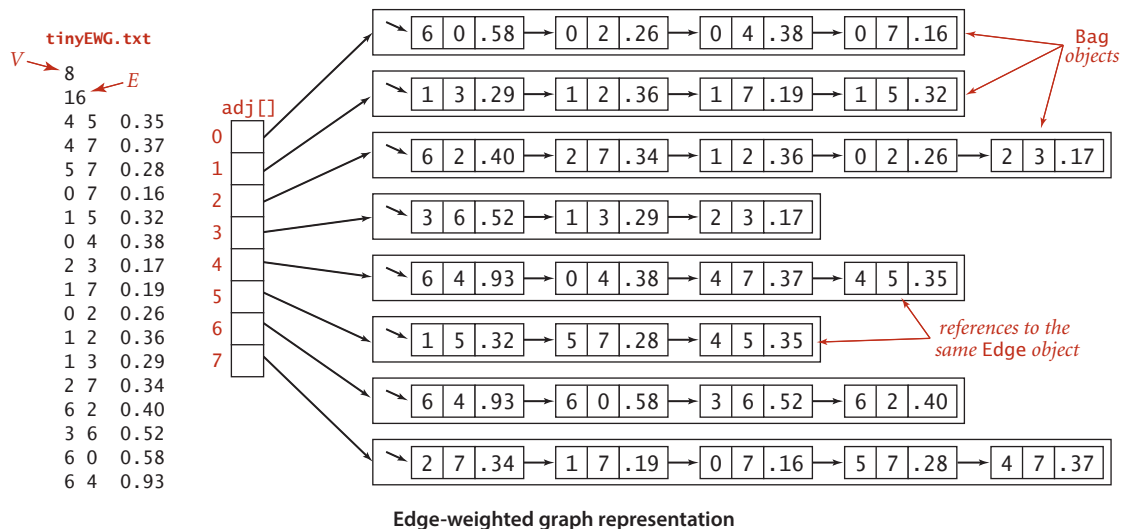 tinyEWG.txt
V
8
E
16
4 5 0.35
4 7 0.37
5 7 0.28
0 7 0.16
1 5 0.32
0 4 0.38
2 3 0.17
1 7 0.19
0 2 0.26
1 2 0.36
1 3 0.29
2 7 0.34
6 2 0.40
3 6 0.52
6 0 0.58
6 4 0.93
adj[]
0
1
2
3
4
5
6
7
6 0 .58 0 2 .26 0 4 .38 0 7 .16
1 3 .29 1 2 .36 1 7 .19 1 5 .32
6 2 .40 2 7 .34 1 2 .36 0 2 .26 2 3 .17
3 6 .52 1 3 .29 2 3 .17
6 4 .93 0 4 .38 4 7 .37 4 5 .35
1 5 .32 5 7 .28 4 5 .35
6 4 .93 6 0 .58 3 6 .52 6 2 .40
2 7 .34 1 7 .19 0 7 .16 5 7 .28 4 7 .37
Bag
objects
references to the
same Edge object
Edge-weighted graph representation